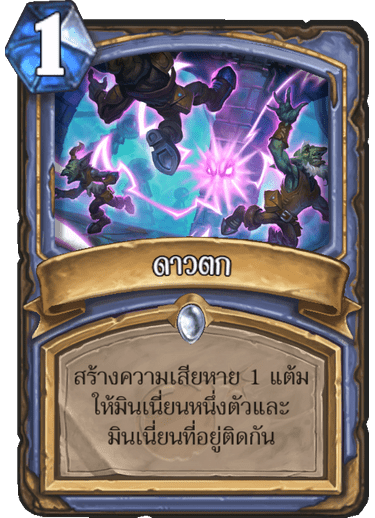 1
ดาวตก
สร้างความเสียหาย 1 แต้ม
ให้มินเนี่ยนหนึ่งตัวและ
มินเนี่ยนที่อยู่ติดกัน